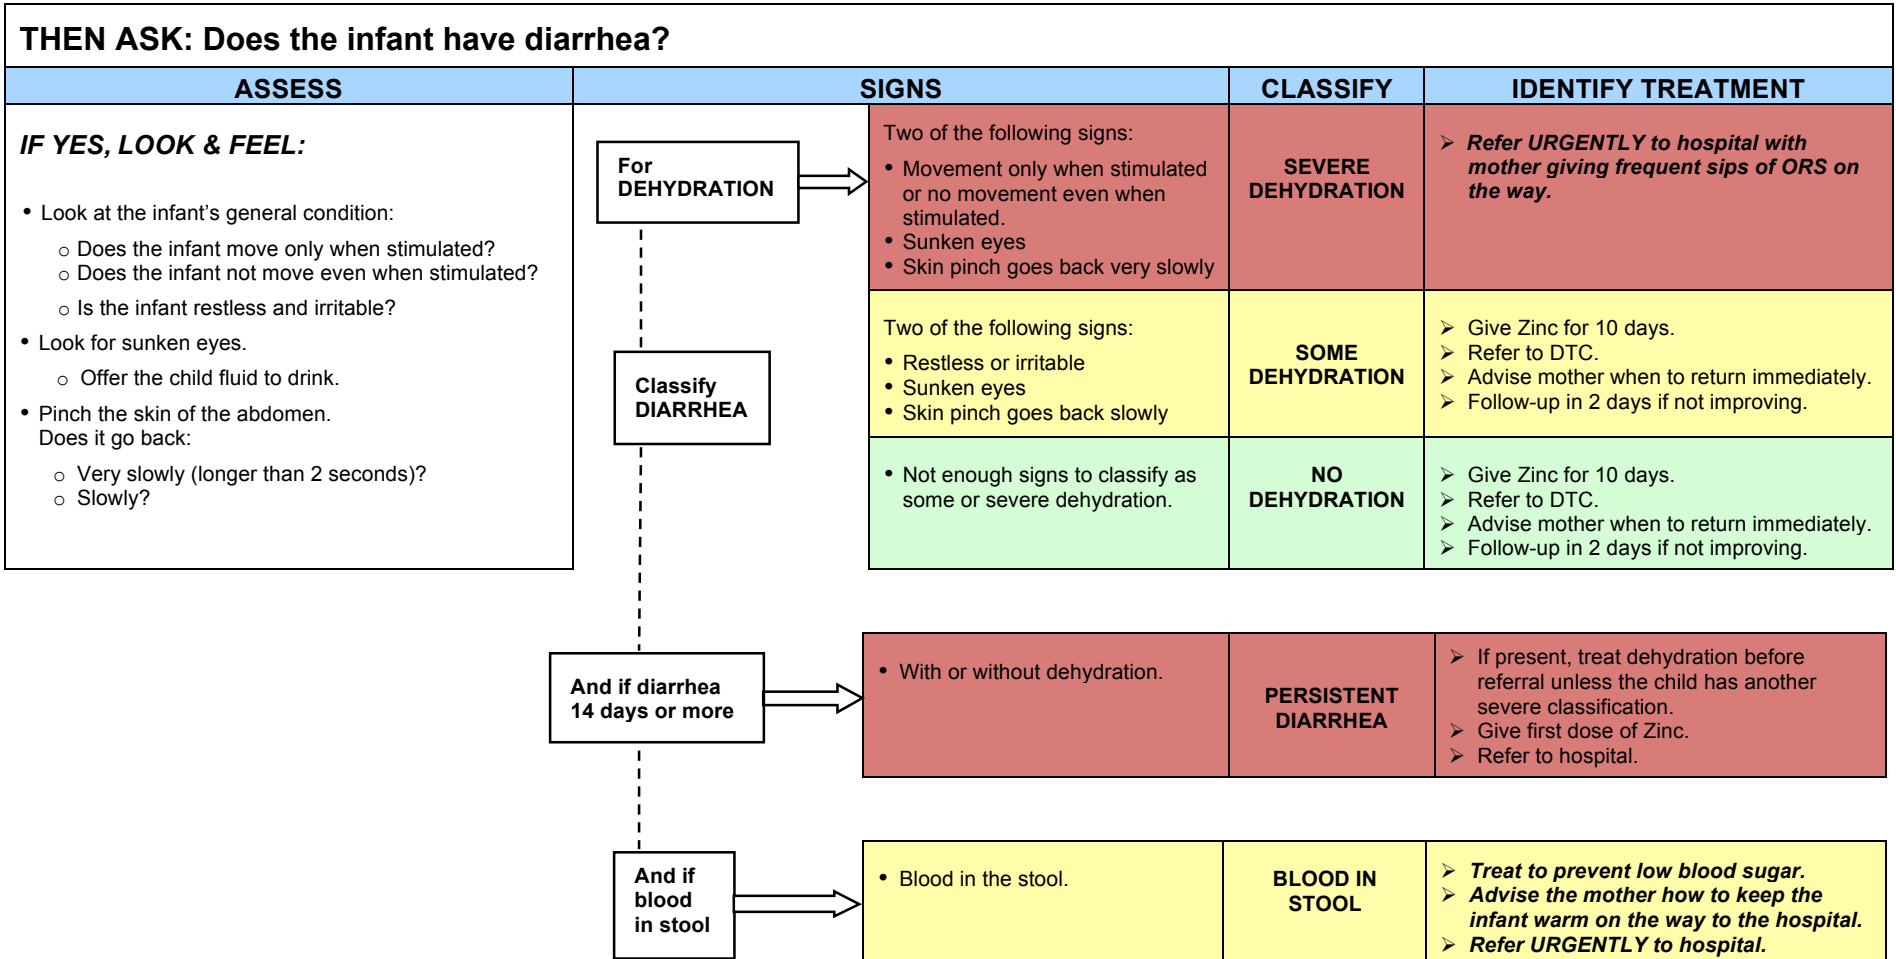 THEN ASK: Does the infant have diarrhea?
ASSESS
SIGNS
CLASSIFY
IDENTIFY TREATMENT
IF YES, LOOK & FEEL:
• Look at the infant's general condition:
o Does the infant move only when stimulated?
o Does the infant not move even when stimulated?
o Is the infant restless and irritable?
• Look for sunken eyes.
o Offer the child fluid to drink.
• Pinch the skin of the abdomen.
Does it go back:
o Very slowly (longer than 2 seconds)?
o Slowly?
For
DEHYDRATION
Classify
DIARRHEA
Two of the following signs:
• Movement only when stimulated
or no movement even when
stimulated.
• Sunken eyes
• Skin pinch goes back very slowly
SEVERE
DEHYDRATION
➢ Refer URGENTLY to hospital with
mother giving frequent sips of ORS on
the way.
Two of the following signs:
• Restless or irritable
• Sunken eyes
• Skin pinch goes back slowly
SOME
DEHYDRATION
➢ Give Zinc for 10 days.
➢ Refer to DTC.
➢ Advise mother when to return immediately.
➢ Follow-up in 2 days if not improving.
• Not enough signs to classify as
some or severe dehydration.
NO
DEHYDRATION
➢ Give Zinc for 10 days.
➢ Refer to DTC.
➢ Advise mother when to return immediately.
➢ Follow-up in 2 days if not improving.
And if diarrhea
14 days or more
• With or without dehydration.
PERSISTENT
DIARRHEA
➢ If present, treat dehydration before
referral unless the child has another
severe classification.
➢ Give first dose of Zinc.
➢ Refer to hospital.
And if
blood
in stool
• Blood in the stool.
BLOOD IN
STOOL
➢ Treat to prevent low blood sugar.
➢ Advise the mother how to keep the
infant warm on the way to the hospital.
➢ Refer URGENTLY to hospital.